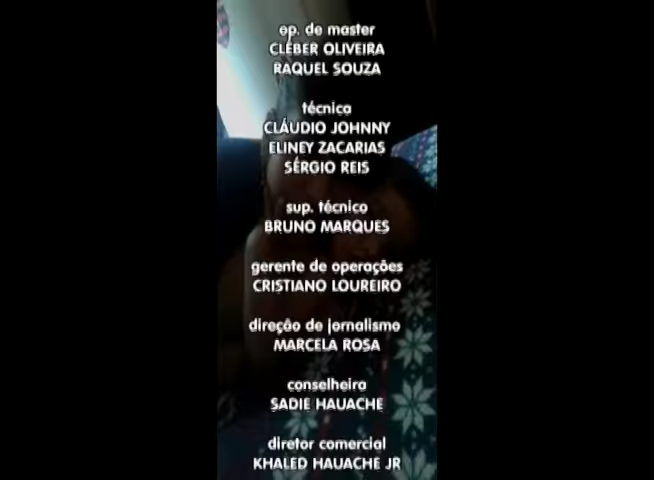 op. de master
CLÉBER OLIVEIRA
RAQUEL SOUZA
técnica
CLÁUDIO JOHNNY
ELINEY ZACARIAS
SÉRGIO REIS
sup. técnico
BRUNO MARQUES
gerente de operações
CRISTIANO LOUREIRO
direção de jornalismo
MARCELA ROSA
conselheira
SADIE HAUACHE
diretor comercial
KHALED HAUACHE JR